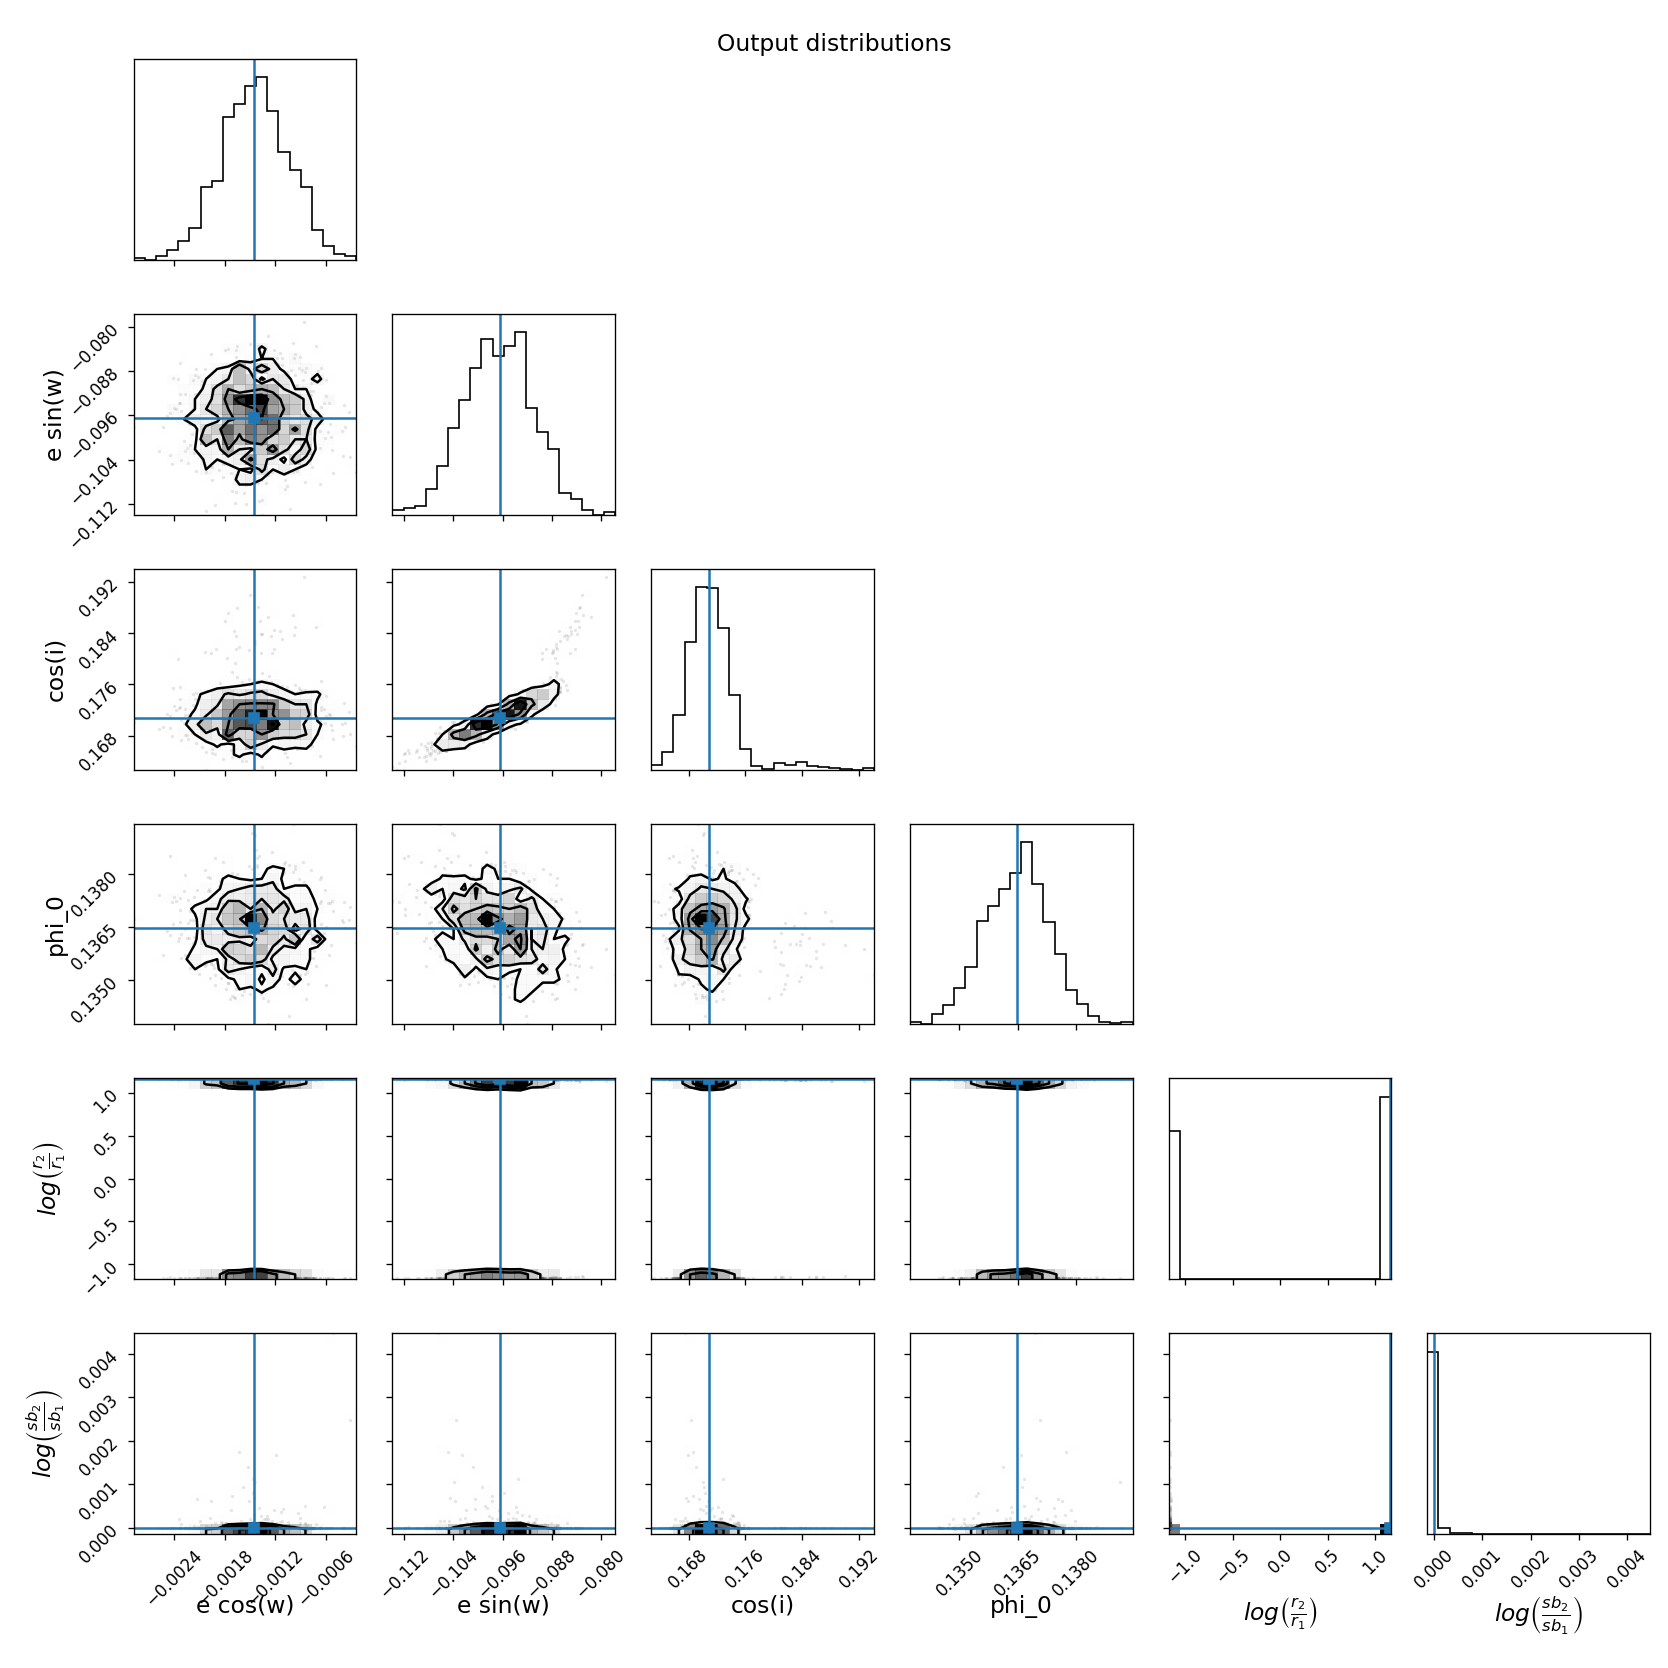 Output distributions
e sin(w)
−0.080
−0.088
−0.096
−0.104
−0.112
cos(i)
0.192
0.184
0.176
0.168
phi_0
0.1380
0.1365
0.1350
log(r2/r1)
1.0
0.5
0.0
−0.5
−1.0
log(sb2/sb1)
0.004
0.003
0.002
0.001
0.000
−0.0024 −0.0018 −0.0012 −0.0006
e cos(w)
−0.112 −0.104 −0.096 −0.088 −0.080
e sin(w)
0.168 0.176 0.184 0.192
cos(i)
0.1350 0.1365 0.1380
phi_0
−1.0 −0.5 0.0 0.5 1.0
log(r2/r1)
0.000 0.001 0.002 0.003 0.004
log(sb2/sb1)